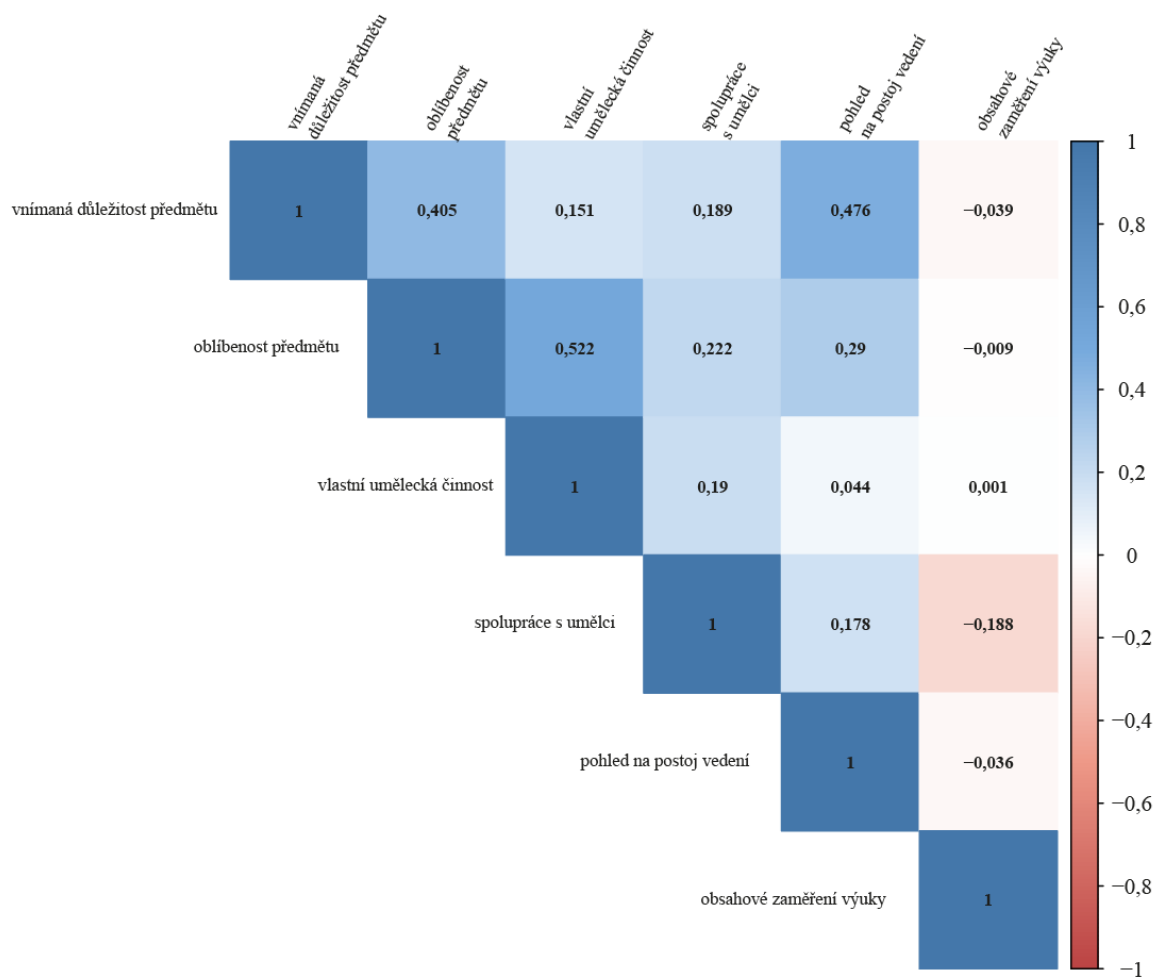 vnímaná
důležitost předmětu
oblíbenost
předmětu
vlastní
umělecká činnost
spolupráce
s umělci
pohled
na postoj vedení
obsahové
zaměření výuky
vnímaná důležitost předmětu 1 0,405 0,151 0,189 0,476 −0,039
oblíbenost předmětu 1 0,522 0,222 0,29 −0,009
vlastní umělecká činnost 1 0,19 0,044 0,001
spolupráce s umělci 1 0,178 −0,188
pohled na postoj vedení 1 −0,036
obsahové zaměření výuky 1
1
0,8
0,6
0,4
0,2
0
−0,2
−0,4
−0,6
−0,8
−1